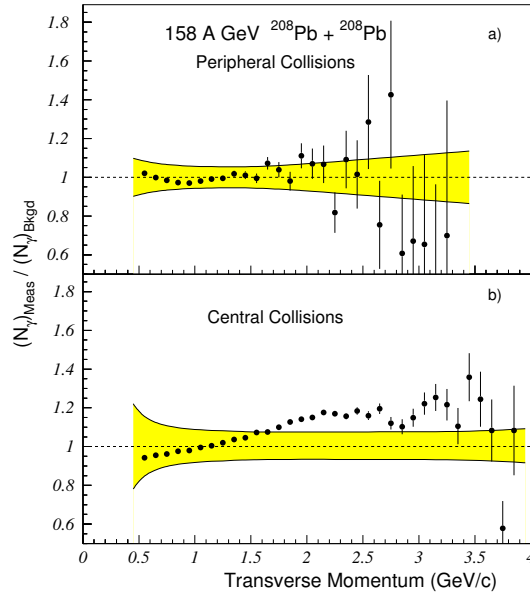 158 A GeV ²⁰⁸Pb + ²⁰⁸Pb
a)
Peripheral Collisions
1.8
1.6
1.4
1.2
1
0.8
0.6
(Nγ)Meas / (Nγ)Bkgd
b)
Central Collisions
1.8
1.6
1.4
1.2
1
0.8
0.6
0 0.5 1 1.5 2 2.5 3 3.5 4
Transverse Momentum (GeV/c)